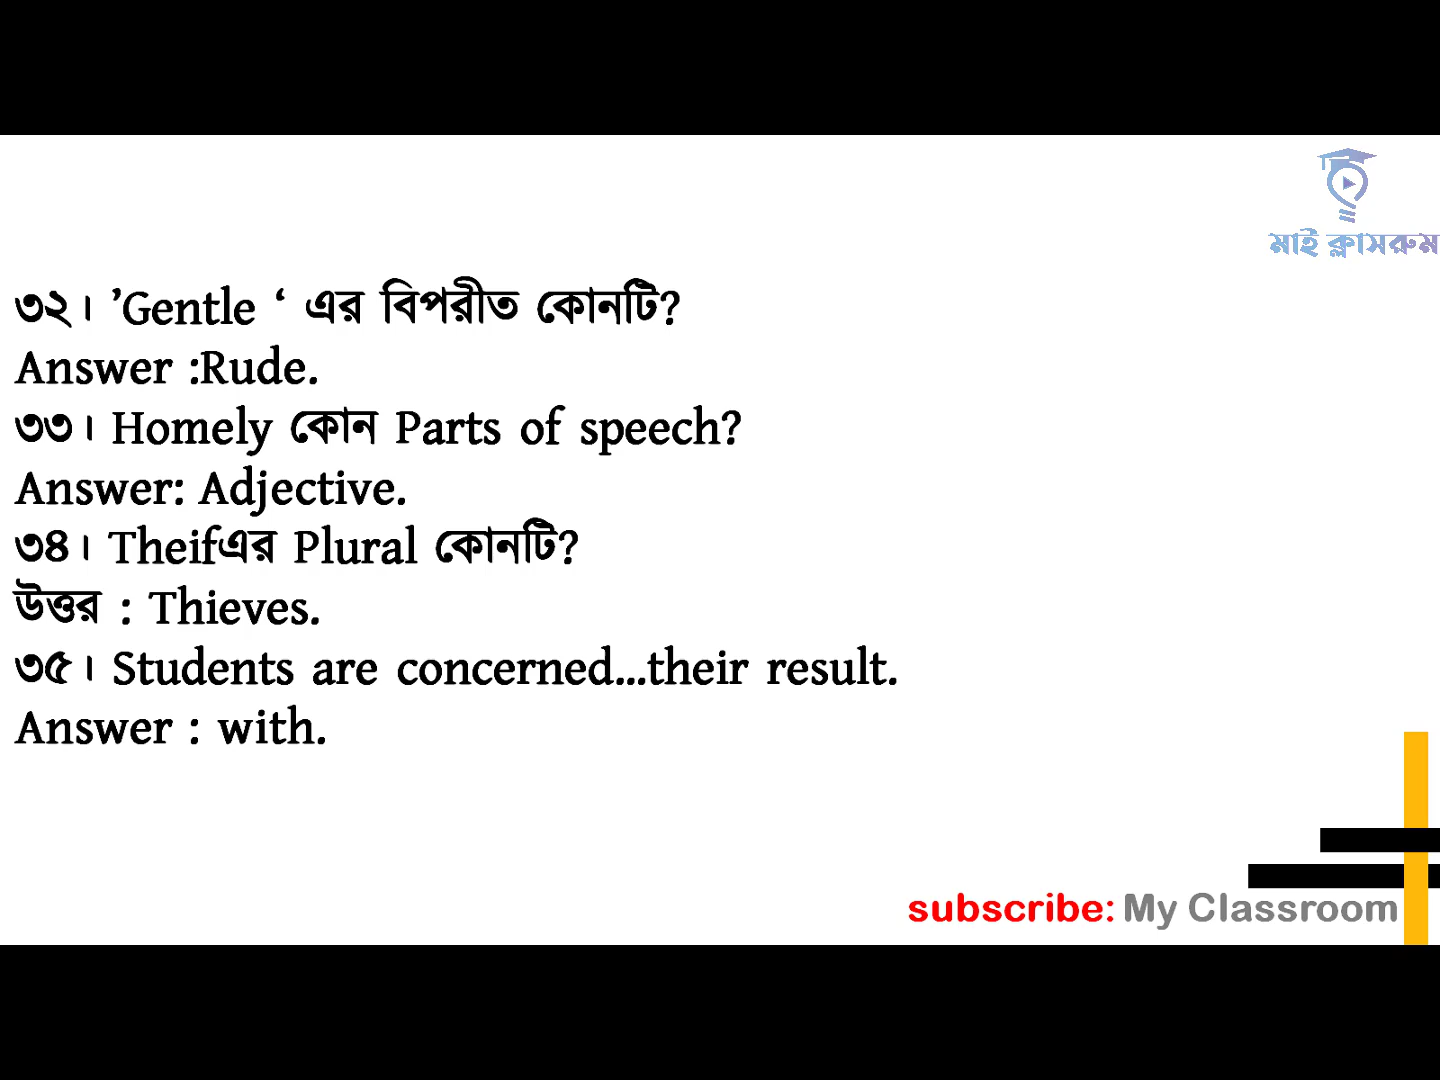 মাই ক্লাসরুম
৩২। ’Gentle ‘ এর বিপরীত কোনটি?
Answer :Rude.
৩৩। Homely কোন Parts of speech?
Answer: Adjective.
৩৪। Theifএর Plural কোনটি?
উত্তর : Thieves.
৩৫। Students are concerned...their result.
Answer : with.
subscribe: My Classroom